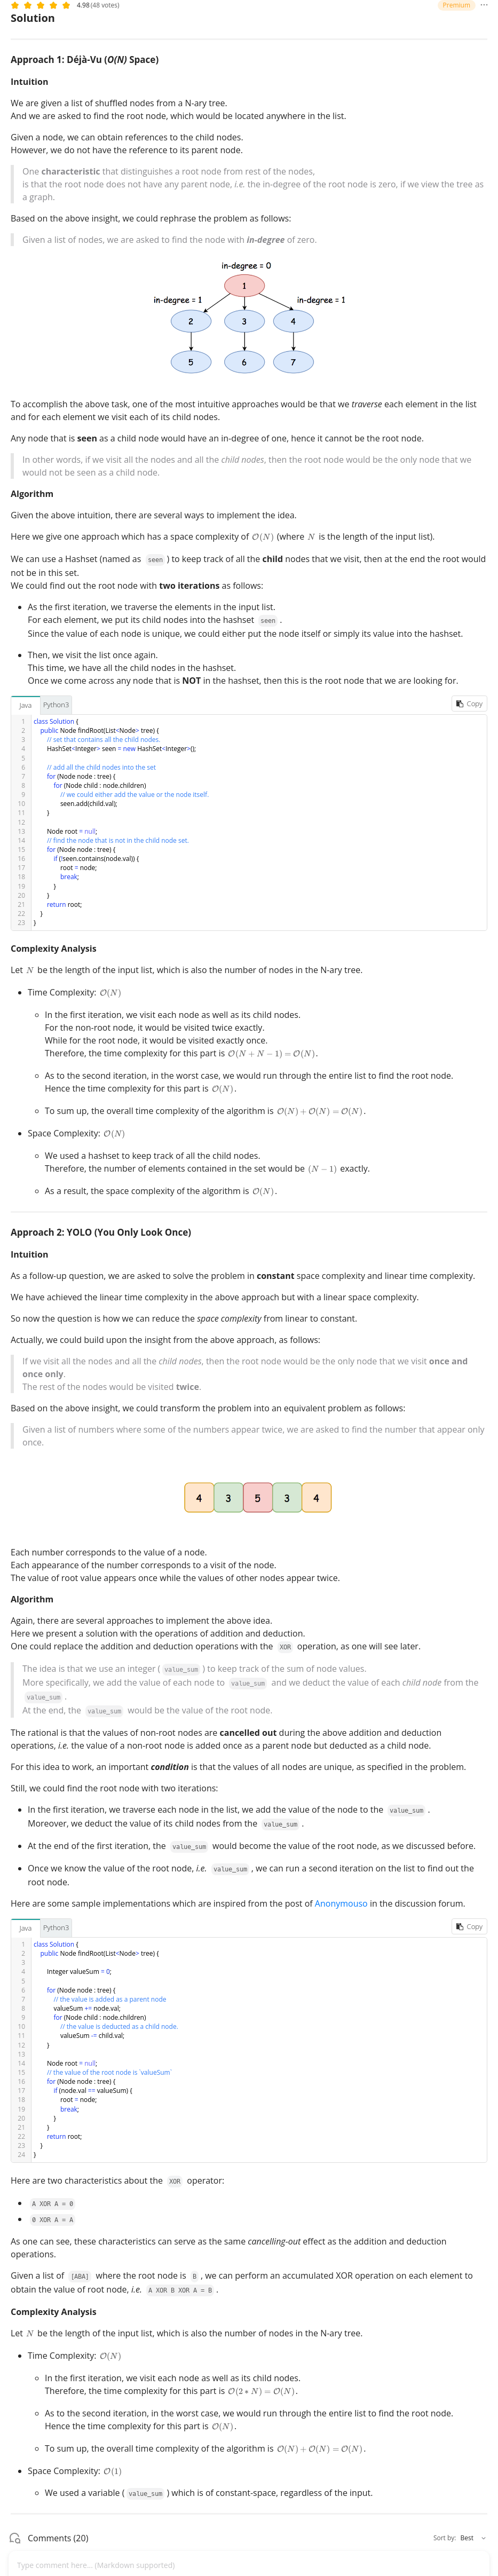 4.98 (48 votes)
Premium
Solution
Approach 1: Déjà-Vu (O(N) Space)
Intuition
We are given a list of shuffled nodes from a N-ary tree.
And we are asked to find the root node, which would be located anywhere in the list.
Given a node, we can obtain references to the child nodes.
However, we do not have the reference to its parent node.
One characteristic that distinguishes a root node from rest of the nodes,
is that the root node does not have any parent node, i.e. the in-degree of the root node is zero, if we view the tree as
a graph.
Based on the above insight, we could rephrase the problem as follows:
Given a list of nodes, we are asked to find the node with in-degree of zero.
in-degree = 0
1
in-degree = 1
in-degree = 1
2 3 4
5 6 7
To accomplish the above task, one of the most intuitive approaches would be that we traverse each element in the list
and for each element we visit each of its child nodes.
Any node that is seen as a child node would have an in-degree of one, hence it cannot be the root node.
In other words, if we visit all the nodes and all the child nodes, then the root node would be the only node that we
would not be seen as a child node.
Algorithm
Given the above intuition, there are several ways to implement the idea.
Here we give one approach which has a space complexity of O(N) (where N is the length of the input list).
We can use a Hashset (named as seen ) to keep track of all the child nodes that we visit, then at the end the root would
not be in this set.
We could find out the root node with two iterations as follows:
• As the first iteration, we traverse the elements in the input list.
For each element, we put its child nodes into the hashset seen .
Since the value of each node is unique, we could either put the node itself or simply its value into the hashset.
• Then, we visit the list once again.
This time, we have all the child nodes in the hashset.
Once we come across any node that is NOT in the hashset, then this is the root node that we are looking for.
Java Python3 Copy
1 class Solution {
2 public Node findRoot(List<Node> tree) {
3 // set that contains all the child nodes.
4 HashSet<Integer> seen = new HashSet<Integer>();
5
6 // add all the child nodes into the set
7 for (Node node : tree) {
8 for (Node child : node.children)
9 // we could either add the value or the node itself.
10 seen.add(child.val);
11 }
12
13 Node root = null;
14 // find the node that is not in the child node set.
15 for (Node node : tree) {
16 if (!seen.contains(node.val)) {
17 root = node;
18 break;
19 }
20 }
21 return root;
22 }
23 }
Complexity Analysis
Let N be the length of the input list, which is also the number of nodes in the N-ary tree.
• Time Complexity: O(N)
○ In the first iteration, we visit each node as well as its child nodes.
For the non-root node, it would be visited twice exactly.
While for the root node, it would be visited exactly once.
Therefore, the time complexity for this part is O(N + N − 1) = O(N).
○ As to the second iteration, in the worst case, we would run through the entire list to find the root node.
Hence the time complexity for this part is O(N).
○ To sum up, the overall time complexity of the algorithm is O(N) + O(N) = O(N).
• Space Complexity: O(N)
○ We used a hashset to keep track of all the child nodes.
Therefore, the number of elements contained in the set would be (N − 1) exactly.
○ As a result, the space complexity of the algorithm is O(N).
Approach 2: YOLO (You Only Look Once)
Intuition
As a follow-up question, we are asked to solve the problem in constant space complexity and linear time complexity.
We have achieved the linear time complexity in the above approach but with a linear space complexity.
So now the question is how we can reduce the space complexity from linear to constant.
Actually, we could build upon the insight from the above approach, as follows:
If we visit all the nodes and all the child nodes, then the root node would be the only node that we visit once and
once only.
The rest of the nodes would be visited twice.
Based on the above insight, we could transform the problem into an equivalent problem as follows:
Given a list of numbers where some of the numbers appear twice, we are asked to find the number that appear only
once.
4 3 5 3 4
Each number corresponds to the value of a node.
Each appearance of the number corresponds to a visit of the node.
The value of root value appears once while the values of other nodes appear twice.
Algorithm
Again, there are several approaches to implement the above idea.
Here we present a solution with the operations of addition and deduction.
One could replace the addition and deduction operations with the XOR operation, as one will see later.
The idea is that we use an integer ( value_sum ) to keep track of the sum of node values.
More specifically, we add the value of each node to value_sum and we deduct the value of each child node from the
value_sum .
At the end, the value_sum would be the value of the root node.
The rational is that the values of non-root nodes are cancelled out during the above addition and deduction
operations, i.e. the value of a non-root node is added once as a parent node but deducted as a child node.
For this idea to work, an important condition is that the values of all nodes are unique, as specified in the problem.
Still, we could find the root node with two iterations:
• In the first iteration, we traverse each node in the list, we add the value of the node to the value_sum .
Moreover, we deduct the value of its child nodes from the value_sum .
• At the end of the first iteration, the value_sum would become the value of the root node, as we discussed before.
• Once we know the value of the root node, i.e. value_sum , we can run a second iteration on the list to find out the
root node.
Here are some sample implementations which are inspired from the post of Anonymouso in the discussion forum.
Java Python3 Copy
1 class Solution {
2 public Node findRoot(List<Node> tree) {
3
4 Integer valueSum = 0;
5
6 for (Node node : tree) {
7 // the value is added as a parent node
8 valueSum += node.val;
9 for (Node child : node.children)
10 // the value is deducted as a child node.
11 valueSum -= child.val;
12 }
13
14 Node root = null;
15 // the value of the root node is `valueSum`
16 for (Node node : tree) {
17 if (node.val == valueSum) {
18 root = node;
19 break;
20 }
21 }
22 return root;
23 }
24 }
Here are two characteristics about the XOR operator:
• A XOR A = 0
• 0 XOR A = A
As one can see, these characteristics can serve as the same cancelling-out effect as the addition and deduction
operations.
Given a list of [ABA] where the root node is B , we can perform an accumulated XOR operation on each element to
obtain the value of root node, i.e. A XOR B XOR A = B .
Complexity Analysis
Let N be the length of the input list, which is also the number of nodes in the N-ary tree.
• Time Complexity: O(N)
○ In the first iteration, we visit each node as well as its child nodes.
Therefore, the time complexity for this part is O(2 ∗ N) = O(N).
○ As to the second iteration, in the worst case, we would run through the entire list to find the root node.
Hence the time complexity for this part is O(N).
○ To sum up, the overall time complexity of the algorithm is O(N) + O(N) = O(N).
• Space Complexity: O(1)
○ We used a variable ( value_sum ) which is of constant-space, regardless of the input.
Comments (20)
Sort by: Best
Type comment here... (Markdown supported)